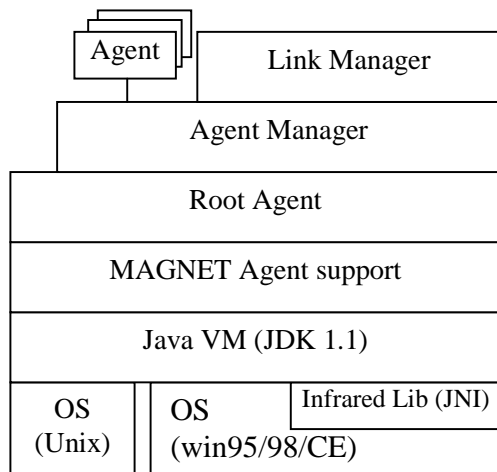 Agent
Link Manager
Agent Manager
Root Agent
MAGNET Agent support
Java VM (JDK 1.1)
OS
(Unix)
OS
(win95/98/CE)
Infrared Lib (JNI)